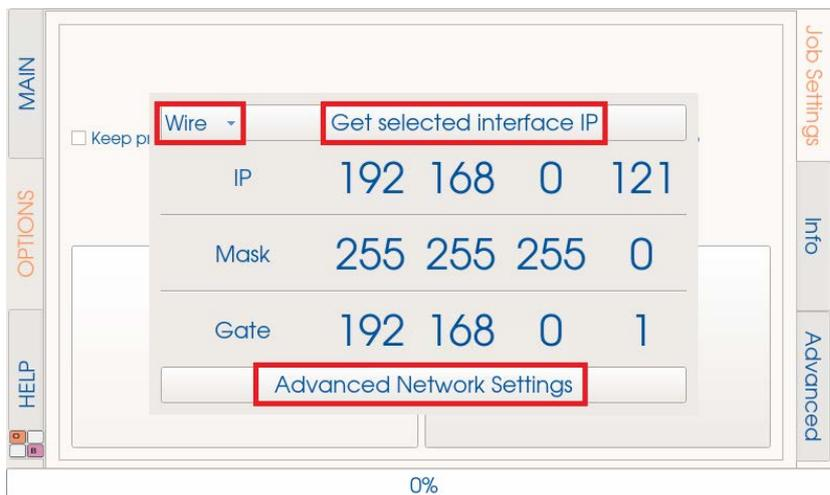 MAIN
OPTIONS
HELP
O
B
Keep pr
Wire
Get selected interface IP
IP 192 168 0 121
Mask 255 255 255 0
Gate 192 168 0 1
Advanced Network Settings
Job Settings
Info
Advanced
0%